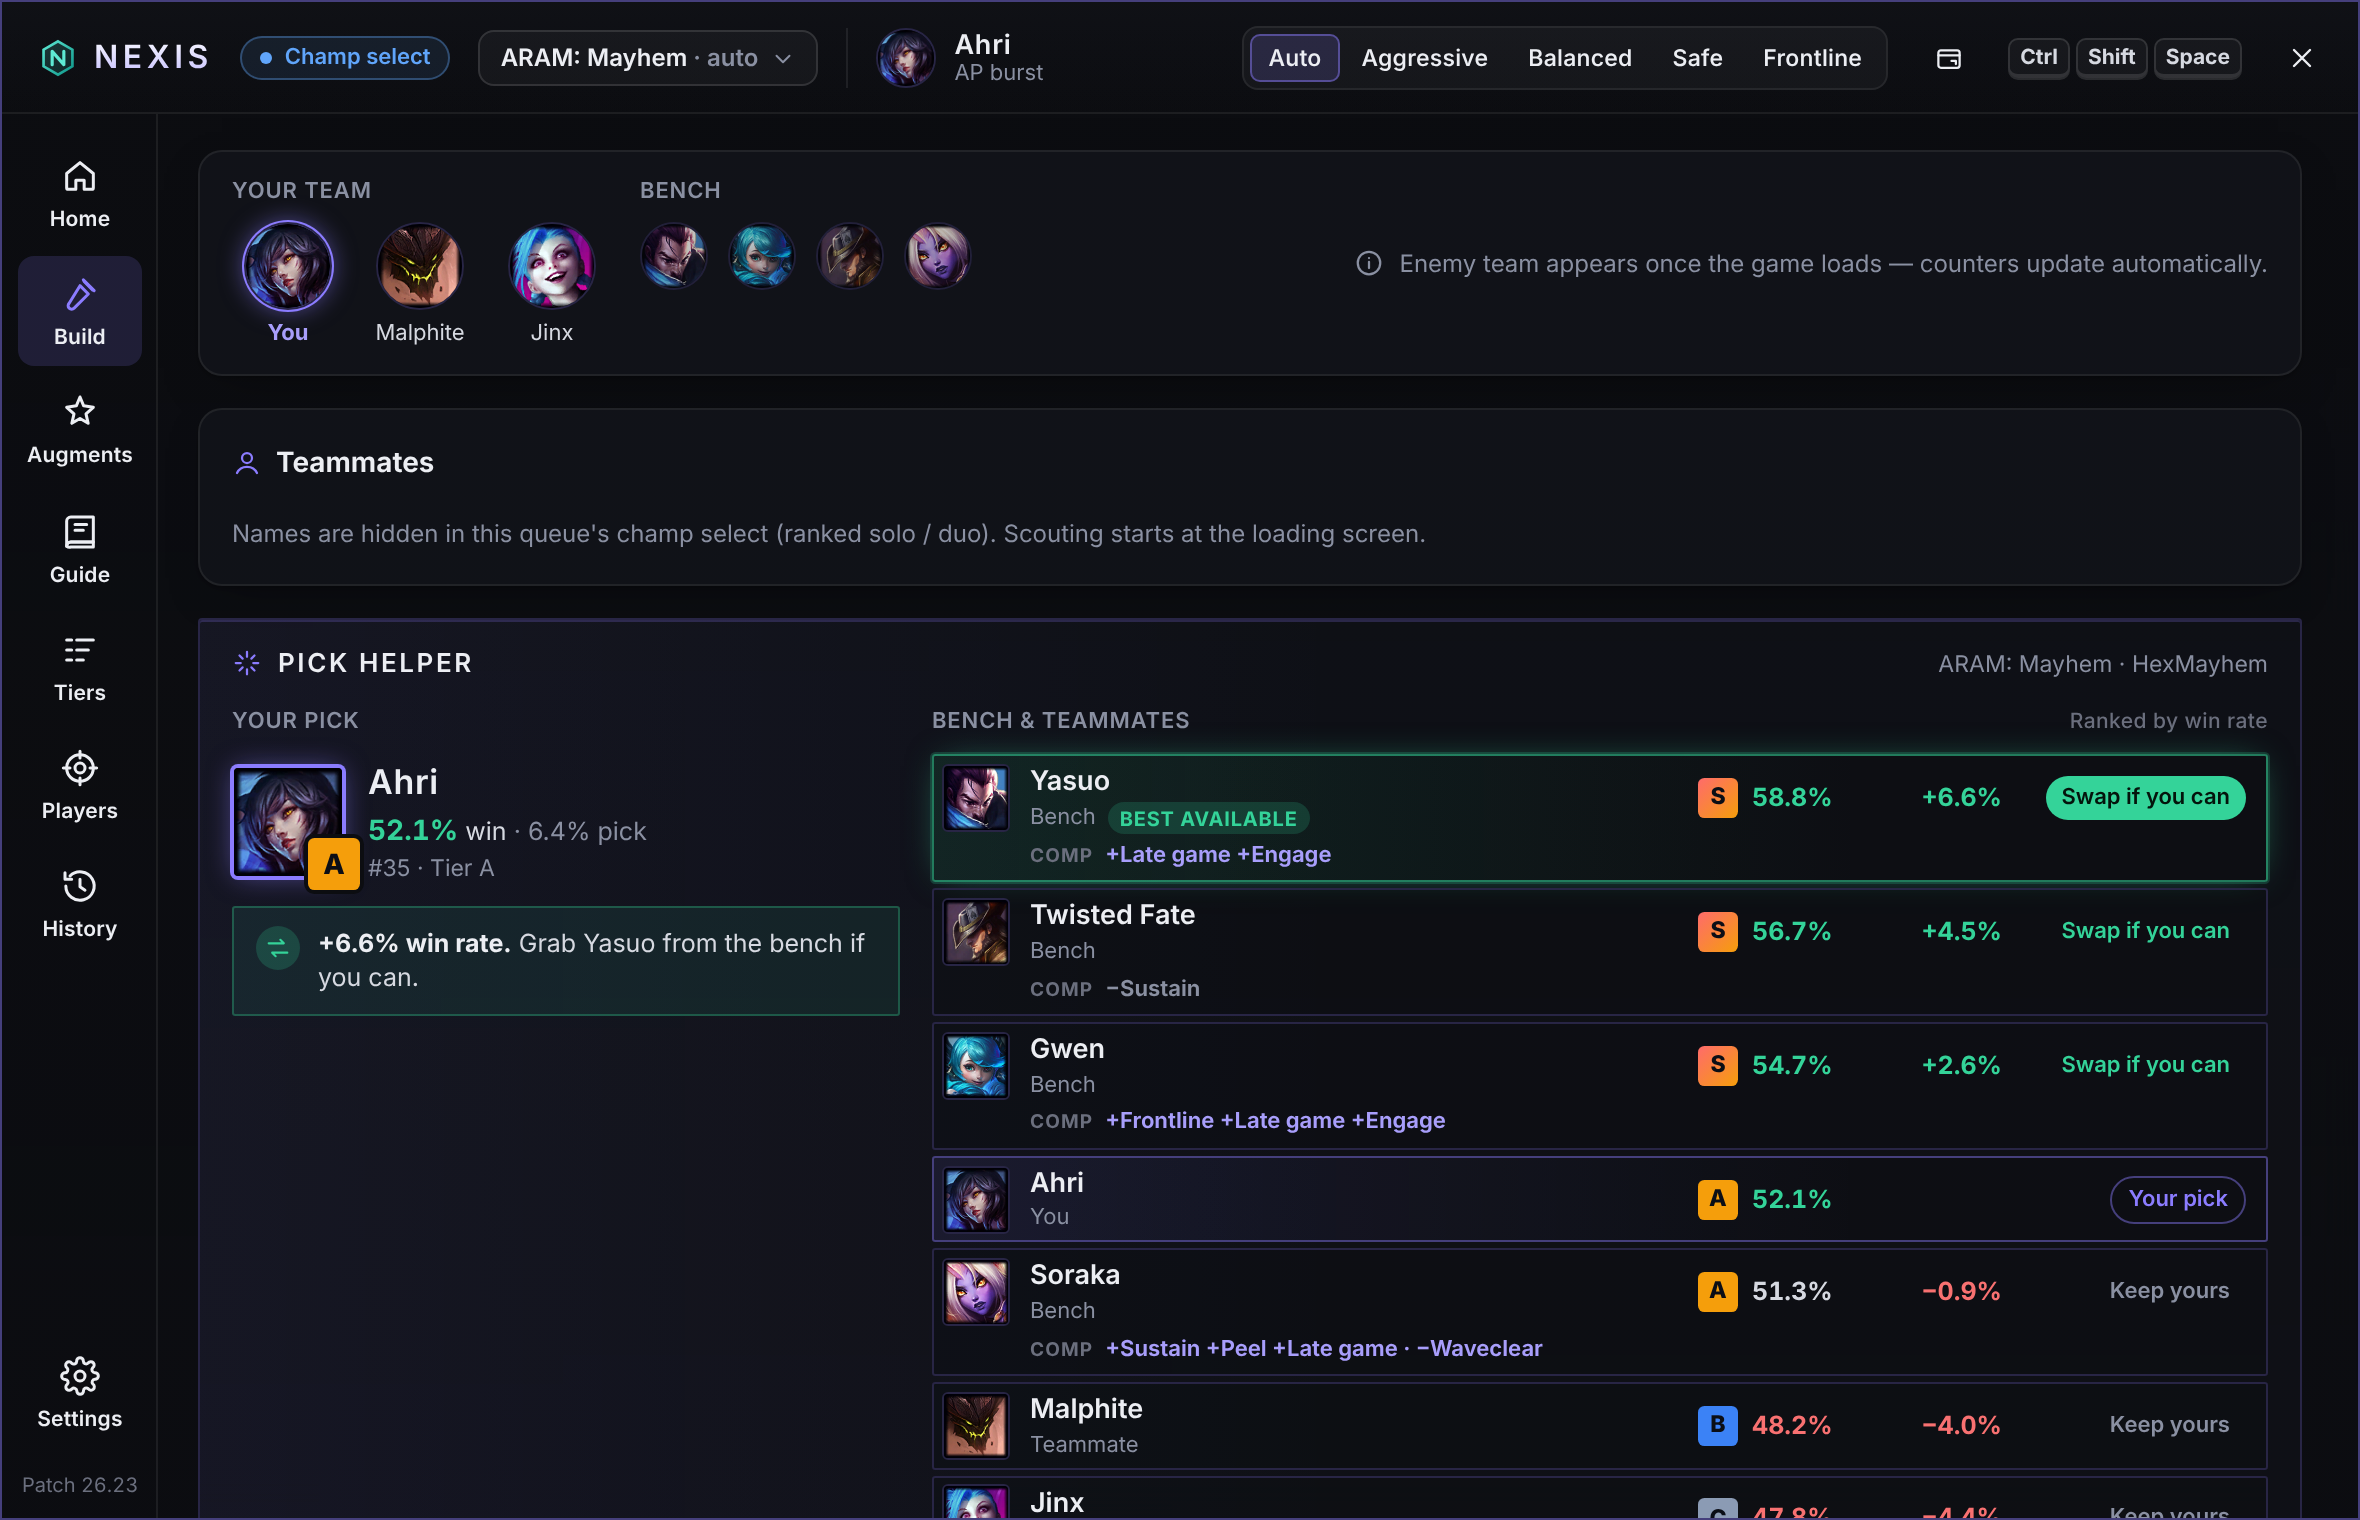 NEXIS
Champ select
ARAM: Mayhem · auto
Ahri
AP burst
Auto
Aggressive
Balanced
Safe
Frontline
Ctrl
Shift
Space
Home
Build
Augments
Guide
Tiers
Players
History
Settings
Patch 26.23
YOUR TEAM
You
Malphite
Jinx
BENCH
Enemy team appears once the game loads — counters update automatically.
Teammates
Names are hidden in this queue's champ select (ranked solo / duo). Scouting starts at the loading screen.
PICK HELPER
ARAM: Mayhem · HexMayhem
YOUR PICK
Ahri
52.1% win · 6.4% pick
A
#35 · Tier A
+6.6% win rate. Grab Yasuo from the bench if
you can.
BENCH & TEAMMATES
Ranked by win rate
Yasuo
Bench BEST AVAILABLE
COMP +Late game +Engage
S 58.8% +6.6% Swap if you can
Twisted Fate
Bench
COMP −Sustain
S 56.7% +4.5% Swap if you can
Gwen
Bench
COMP +Frontline +Late game +Engage
S 54.7% +2.6% Swap if you can
Ahri
You
A 52.1% Your pick
Soraka
Bench
COMP +Sustain +Peel +Late game · −Waveclear
A 51.3% −0.9% Keep yours
Malphite
Teammate
B 48.2% −4.0% Keep yours
Jinx
C 47.8% −4.4% Keep yours